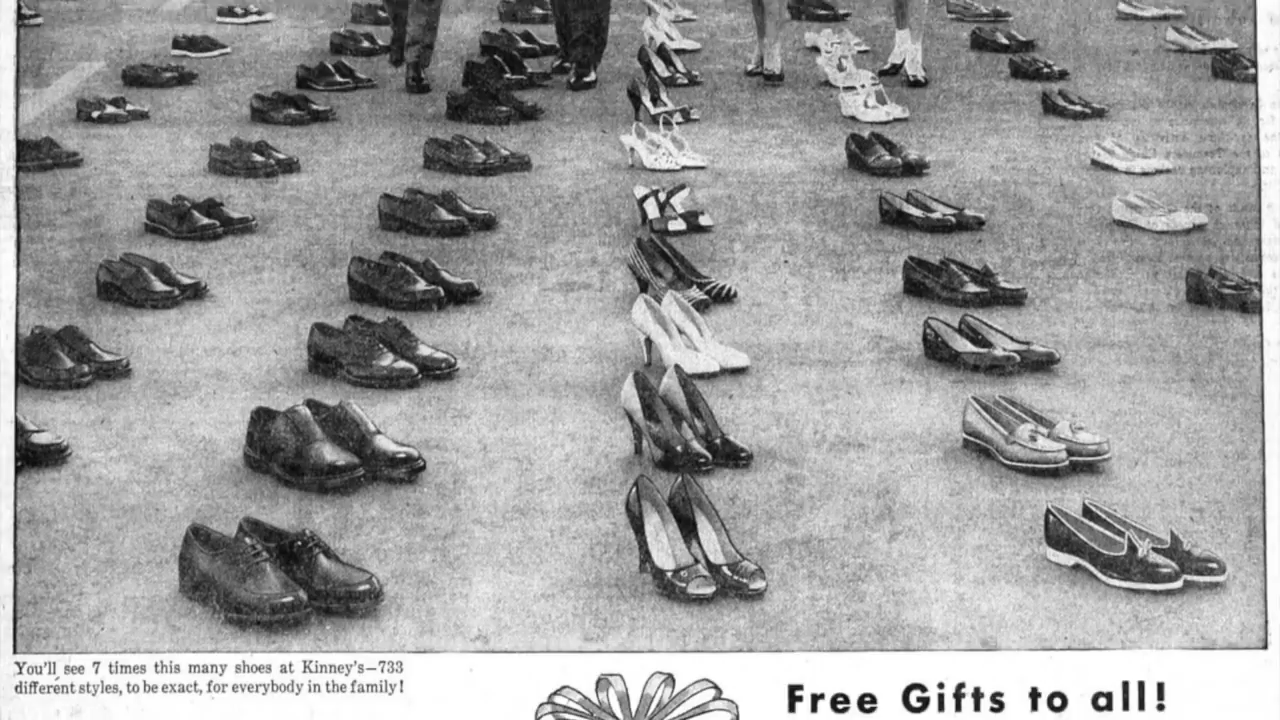 You'll see 7 times this many shoes at Kinney's—733
different styles, to be exact, for everybody in the family!
Free Gifts to all!